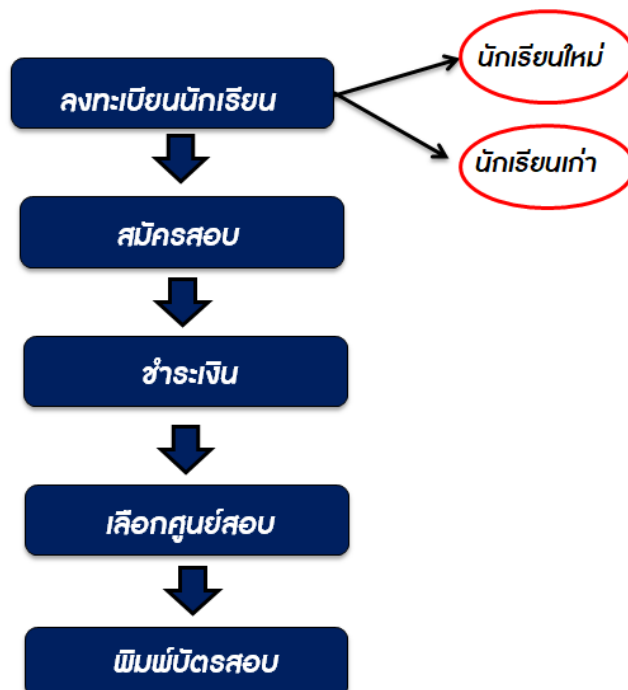 นักเรียนใหม่
ลงทะเบียนนักเรียน
นักเรียนเก่า
สมัครสอบ
ชำระเงิน
เลือกศูนย์สอบ
พิมพ์บัตรสอบ